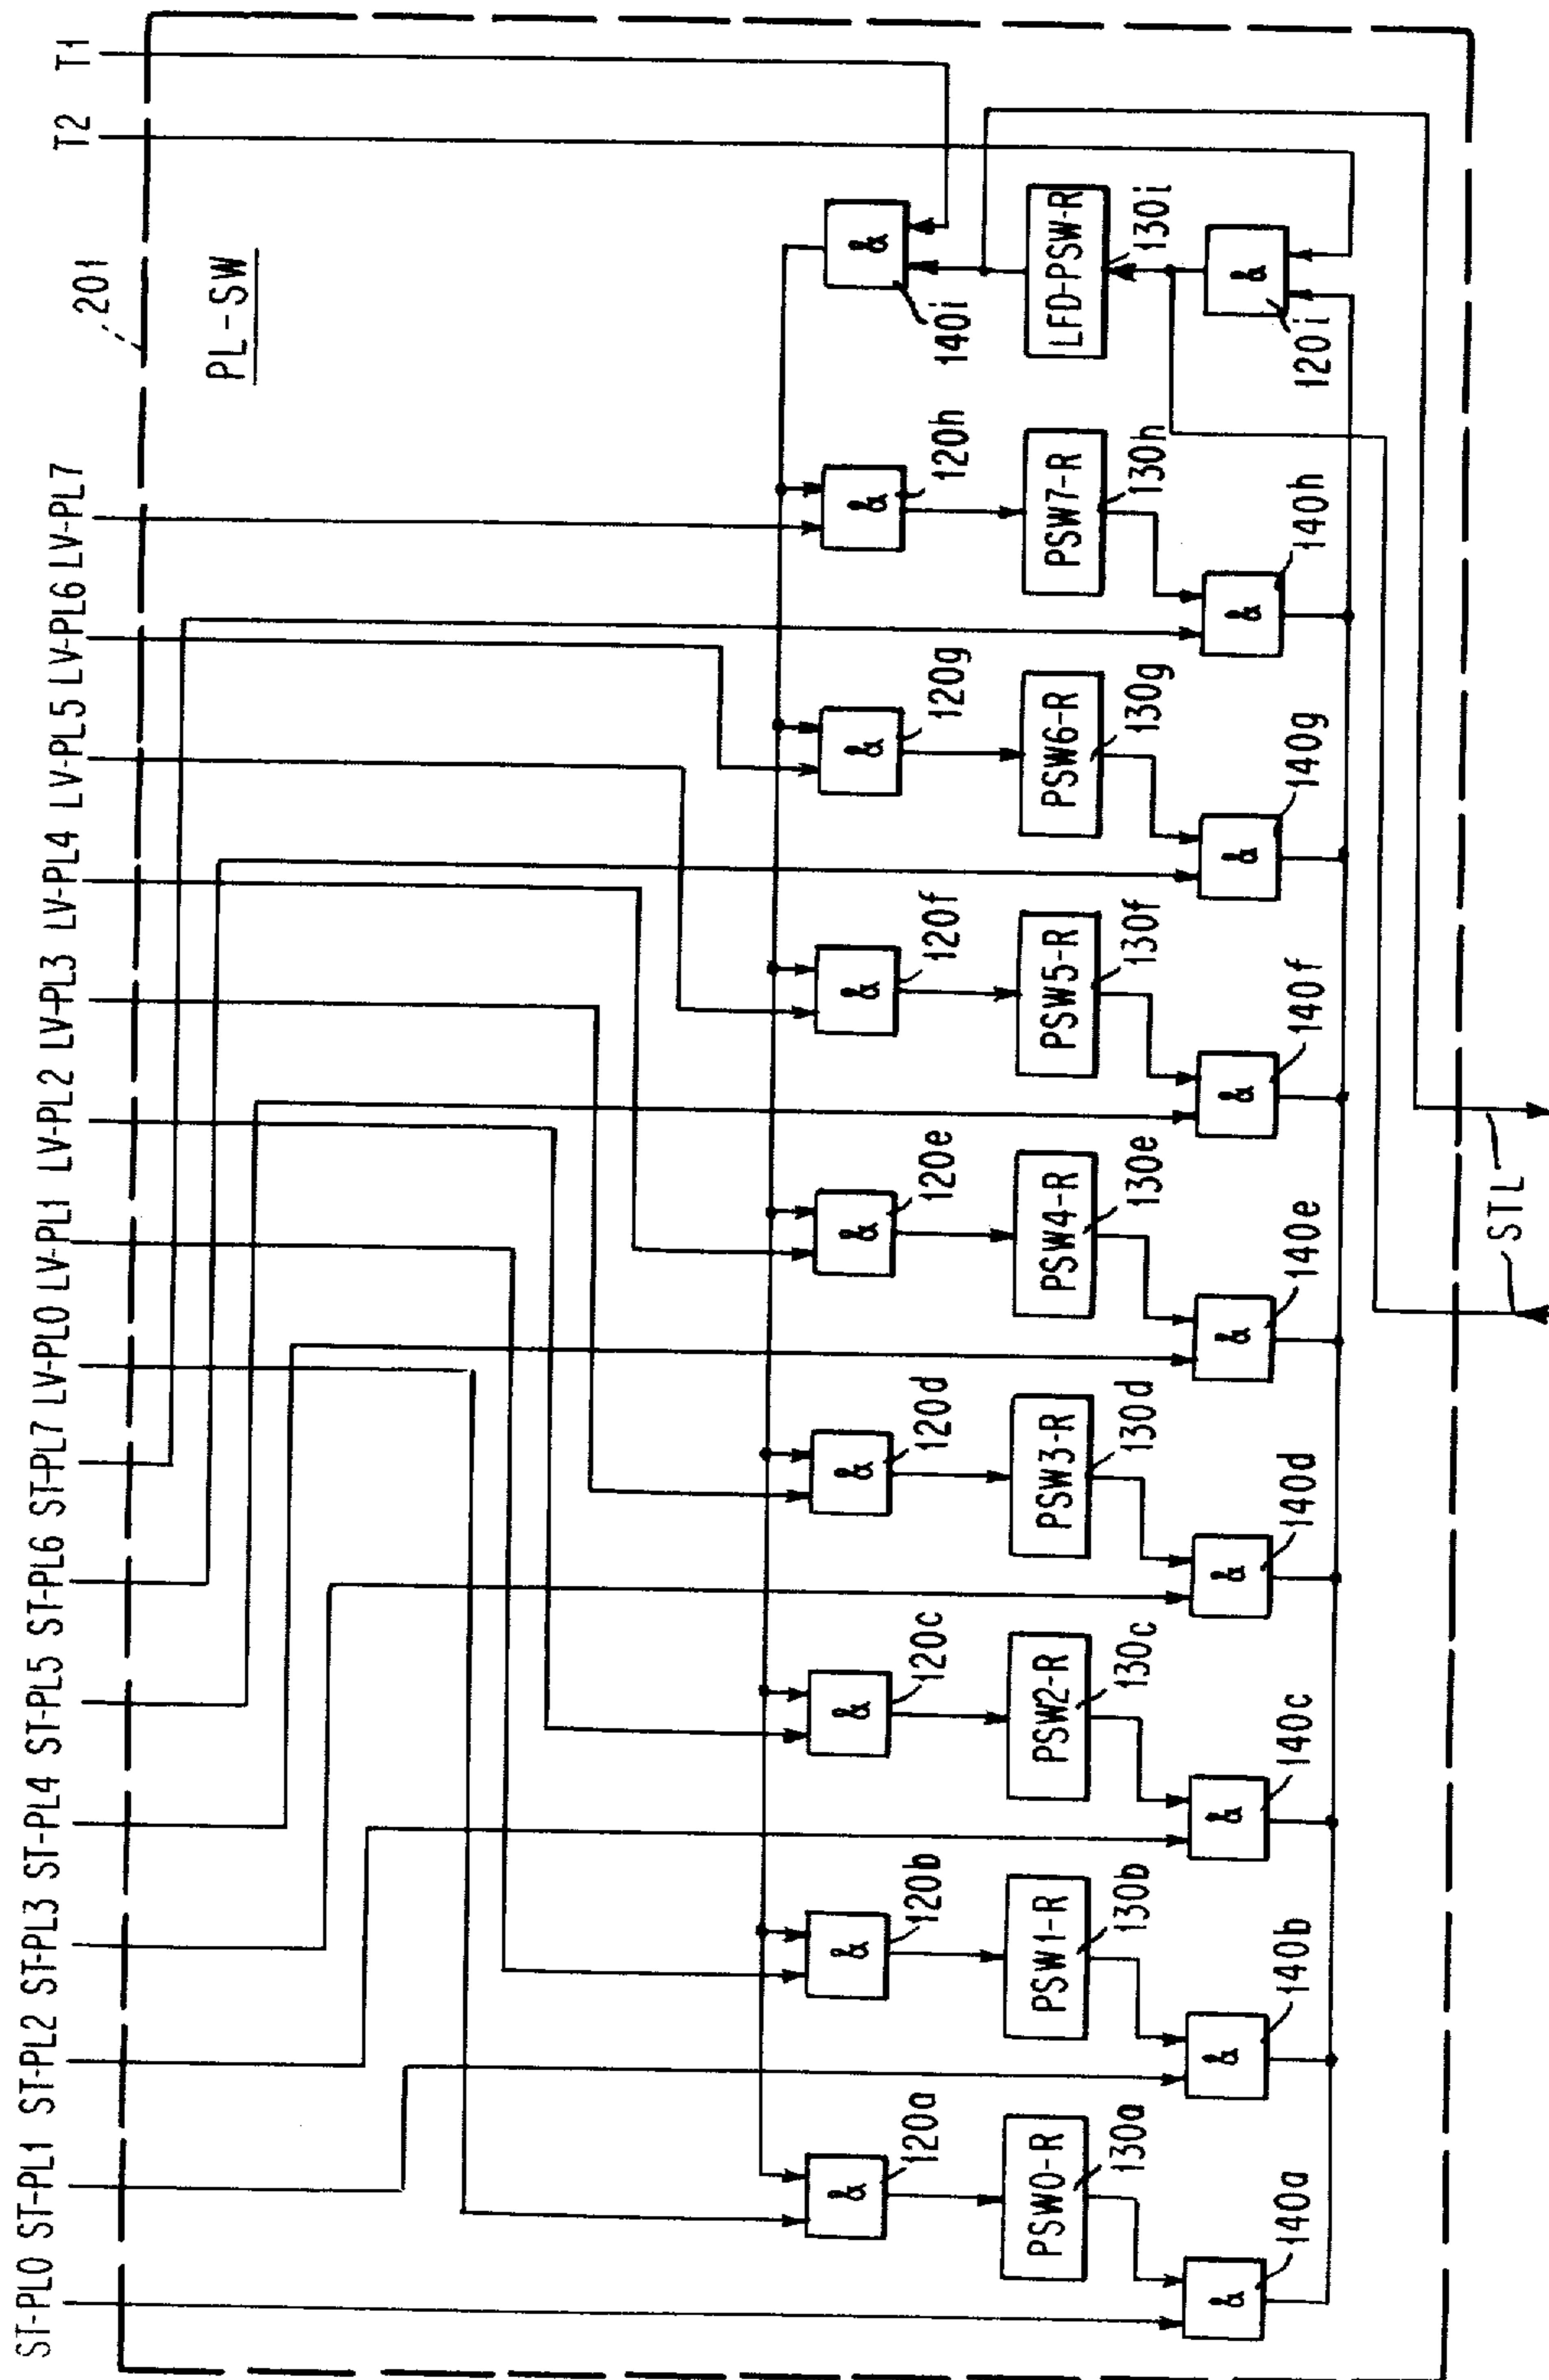 ST-PL0 ST-PL1 ST-PL2 ST-PL3 ST-PL4 ST-PL5 ST-PL6 ST-PL7 LV-PL0 LV-PL1 LV-PL2 LV-PL3 LV-PL4 LV-PL5 LV-PL6 LV-PL7 T2 T1
201
PL-SW
& & & & & & & & &
120a 120b 120c 120d 120e 120f 120g 120h 140i
PSW0-R PSW1-R PSW2-R PSW3-R PSW4-R PSW5-R PSW6-R PSW7-R LFD-PSW-R
130a 130b 130c 130d 130e 130f 130g 130h 130i
& & & & & & & & &
140a 140b 140c 140d 140e 140f 140g 140h 120i
STL